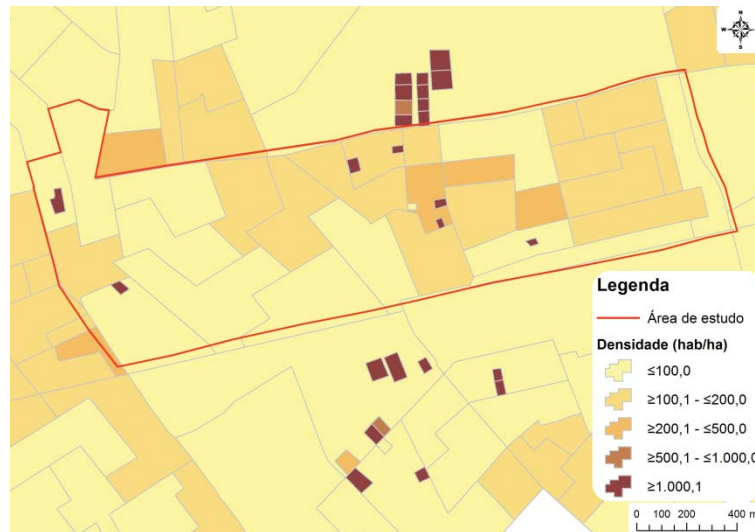 N
W E
S
Legenda
Área de estudo
Densidade (hab/ha)
≤100,0
≥100,1 - ≤200,0
≥200,1 - ≤500,0
≥500,1 - ≤1.000,0
≥1.000,1
0 100 200 400 m